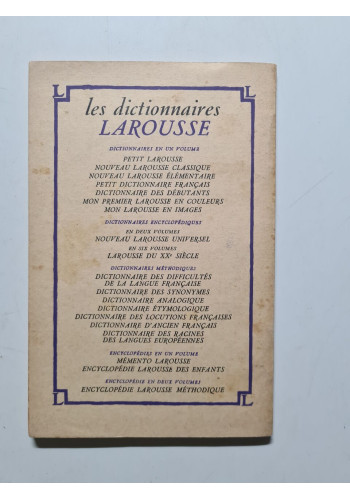 L L
les dictionnaires
LAROUSSE
DICTIONNAIRES EN UN VOLUME
PETIT LAROUSSE
NOUVEAU LAROUSSE CLASSIQUE
NOUVEAU LAROUSSE ÉLÉMENTAIRE
PETIT DICTIONNAIRE FRANÇAIS
DICTIONNAIRE DES DÉBUTANTS
MON PREMIER LAROUSSE EN COULEURS
MON LAROUSSE EN IMAGES
DICTIONNAIRES ENCYCLOPÉDIQUES
EN DEUX VOLUMES
NOUVEAU LAROUSSE UNIVERSEL
EN SIX VOLUMES
LAROUSSE DU XXe SIÈCLE
DICTIONNAIRES MÉTHODIQUES
DICTIONNAIRE DES DIFFICULTÉS
DE LA LANGUE FRANÇAISE
DICTIONNAIRE DES SYNONYMES
DICTIONNAIRE ANALOGIQUE
DICTIONNAIRE ÉTYMOLOGIQUE
DICTIONNAIRE DES LOCUTIONS FRANÇAISES
DICTIONNAIRE D'ANCIEN FRANÇAIS
DICTIONNAIRE DES RACINES
DES LANGUES EUROPÉENNES
ENCYCLOPÉDIES EN UN VOLUME
MÉMENTO LAROUSSE
ENCYCLOPÉDIE LAROUSSE DES ENFANTS
ENCYCLOPÉDIE EN DEUX VOLUMES
ENCYCLOPÉDIE LAROUSSE MÉTHODIQUE
L L